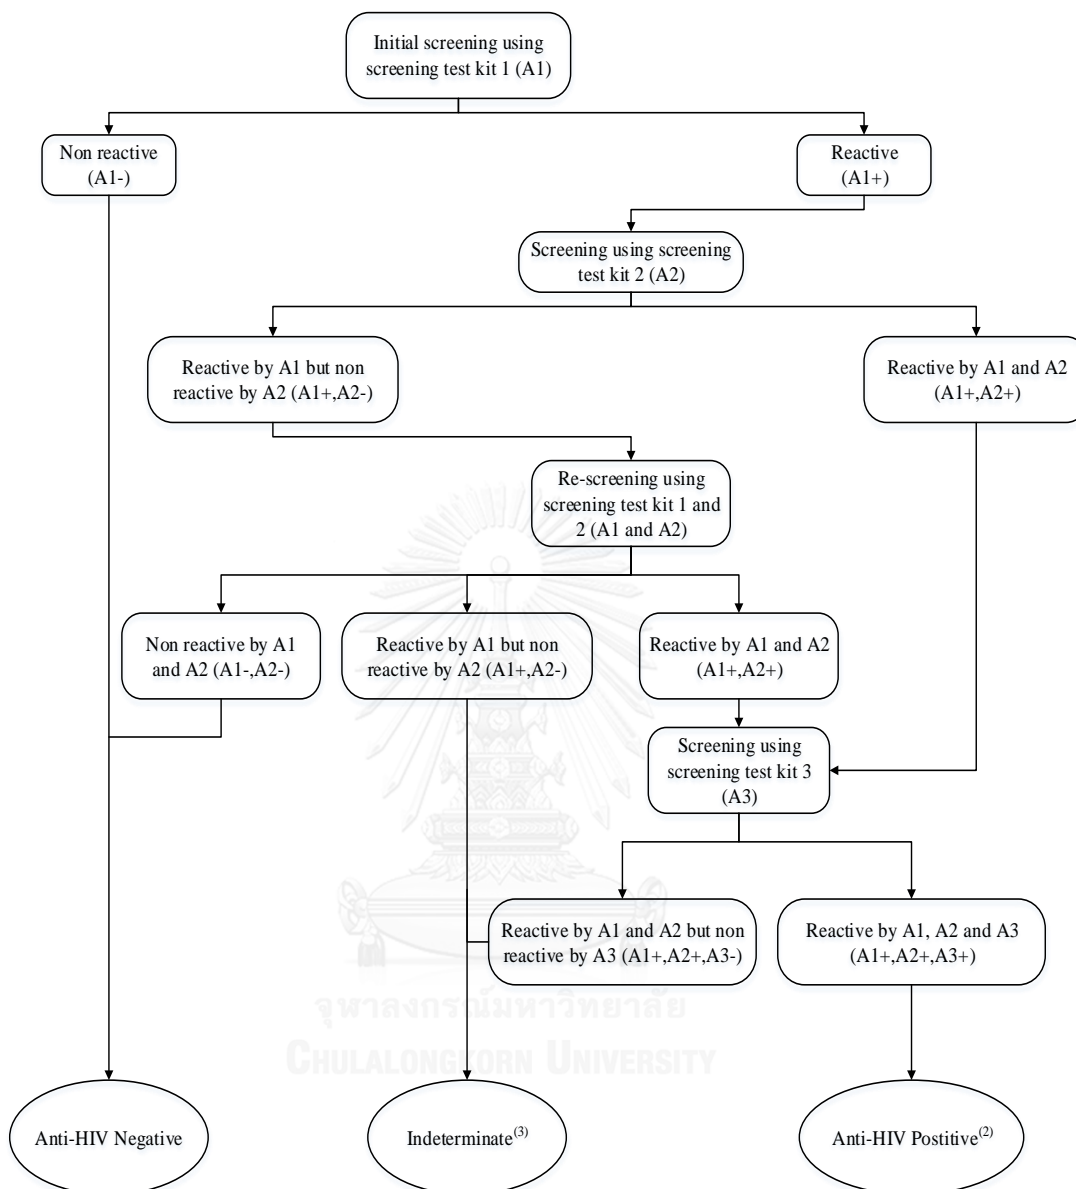 Initial screening using
screening test kit 1 (A1)
Non reactive
(A1-)
Reactive
(A1+)
Screening using screening
test kit 2 (A2)
Reactive by A1 but non
reactive by A2 (A1+,A2-)
Reactive by A1 and A2
(A1+,A2+)
Re-screening using
screening test kit 1 and
2 (A1 and A2)
Non reactive by A1
and A2 (A1-,A2-)
Reactive by A1 but non
reactive by A2 (A1+,A2-)
Reactive by A1 and A2
(A1+,A2+)
Screening using
screening test kit 3
(A3)
Reactive by A1 and A2 but non
reactive by A3 (A1+,A2+,A3-)
Reactive by A1, A2 and A3
(A1+,A2+,A3+)
จุฬาลงกรณ์มหาวิทยาลัย
CHULALONGKORN UNIVERSITY
Anti-HIV Negative
Indeterminate(3)
Anti-HIV Postitive(2)